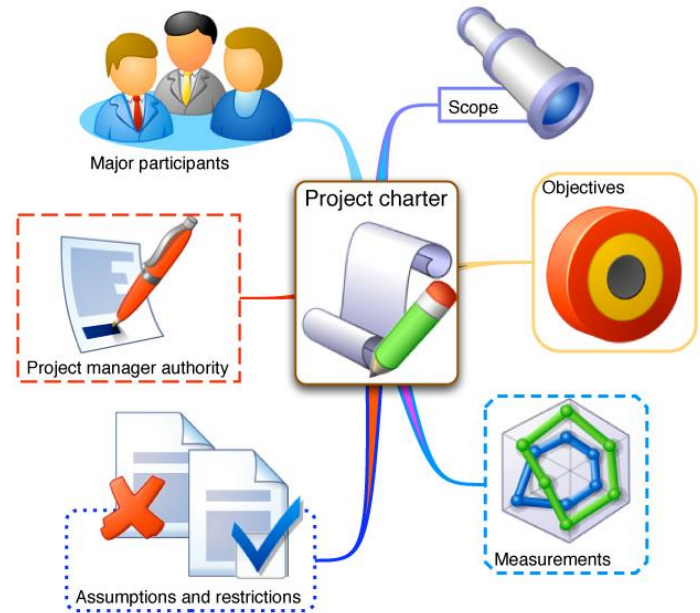 Scope
Major participants
Project charter
Objectives
Project manager authority
Measurements
Assumptions and restrictions